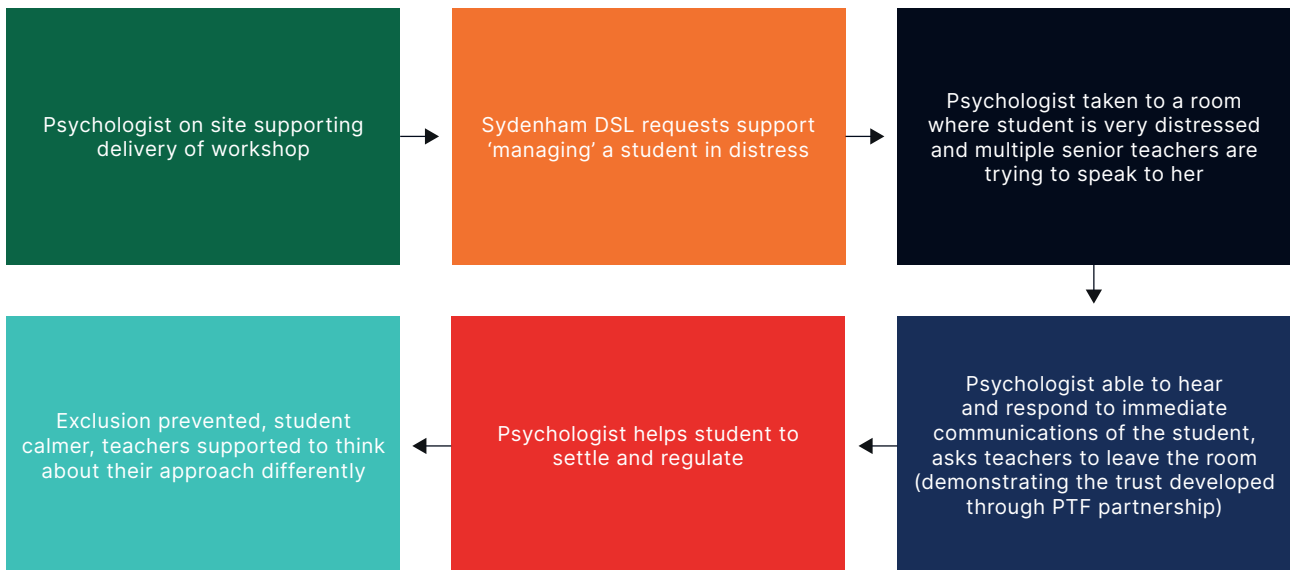 Psychologist on site supporting
delivery of workshop
Sydenham DSL requests support
‘managing’ a student in distress
Psychologist taken to a room
where student is very distressed
and multiple senior teachers are
trying to speak to her
Psychologist able to hear
and respond to immediate
communications of the student,
asks teachers to leave the room
(demonstrating the trust developed
through PTF partnership)
Psychologist helps student to
settle and regulate
Exclusion prevented, student
calmer, teachers supported to think
about their approach differently